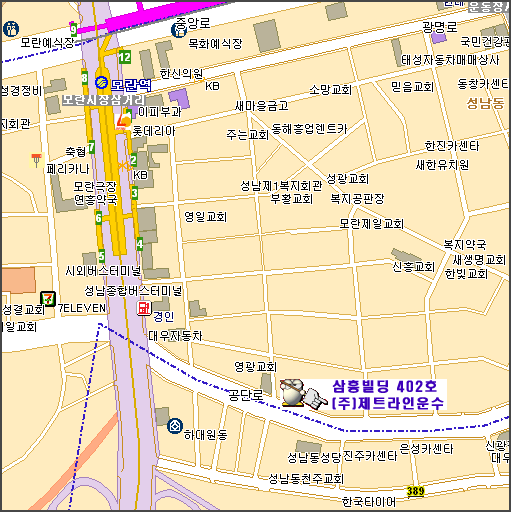 중앙로
광명로
운동장사
모란예식장
목화예식장
국민건강
12
태성자동차매매상사
한신의원
8
모란역
KB
소망교회
믿음교회
동창카센타
성경정비
모란시장삼거리
새마을금고
성남동
이피부과
지회관
롯데리아
주는교회
동해흥업렌트카
한진카센타
7
축협
2
새한유치원
페리카나
KB
성광교회
모란극장
3
성남제1복지회관
연흥약국
부활교회
복지공판장
6
영일교회
모란제일교회
4
복지약국
5
새생명교회
시외버스터미널
신흥교회
한빛교회
성남종합버스터미널
성결교회
7ELEVEN
경인
제일교회
대우자동차
영광교회
삼흥빌딩 402호
공단로
(주)제트라인운수
하대원동
성남동성당
진주카센타
은성카센타
신광
대우
성남동천주교회
389
한국타이어